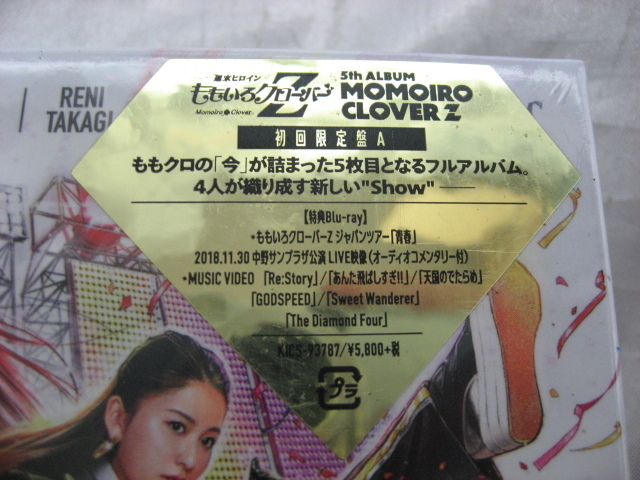 RENI
TAKAGI
週末ヒロイン
ももいろクローバーZ
Momoiro Clover
5th ALBUM
MOMOIRO
CLOVER Z
初回限定盤A
ももクロの「今」が詰まった5枚目となるフルアルバム。
4人が織り成す新しい"Show"――
【特典Blu-ray】
・ももいろクローバーZ ジャパンツアー「青春」
2018.11.30 中野サンプラザ公演 LIVE映像(オーディオコメンタリー付)
・MUSIC VIDEO 「Re:Story」/「あんた飛ばしすぎ!!」/「天国のでたらめ」
「GODSPEED」/「Sweet Wanderer」
「The Diamond Four」
KICS-93787/¥5,800+税
プラ